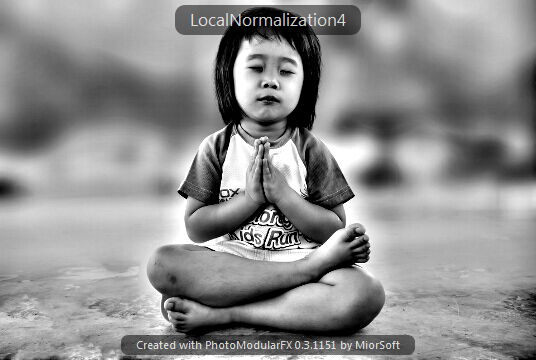 LocalNormalization4
Kids Run
Created with PhotoModularFX 0.3.1151 by MiorSoft